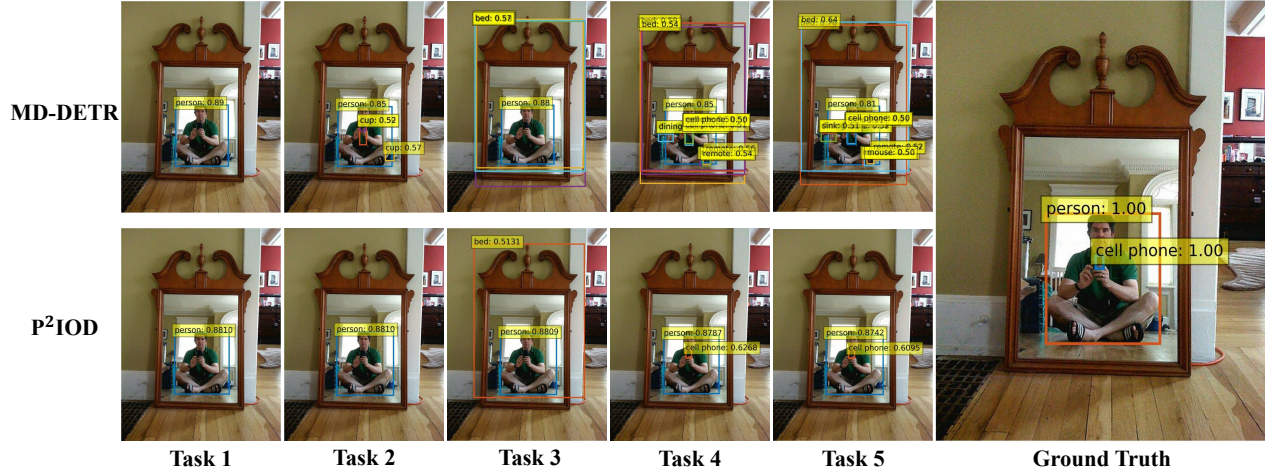 MD-DETR
person: 0.89
person: 0.85
cup: 0.52
cup: 0.57
bed: 0.57
person: 0.88
bed: 0.54
person: 0.85
cell phone: 0.50
dining
remote: 0.54
bed: 0.64
person: 0.81
cell phone: 0.50
sink: 0.51
mouse: 0.50
P²IOD
person: 0.8810
person: 0.8810
bed: 0.5131
person: 0.8809
person: 0.8787
cell phone: 0.6268
person: 0.8742
cell phone: 0.6095
person: 1.00
cell phone: 1.00
Task 1
Task 2
Task 3
Task 4
Task 5
Ground Truth